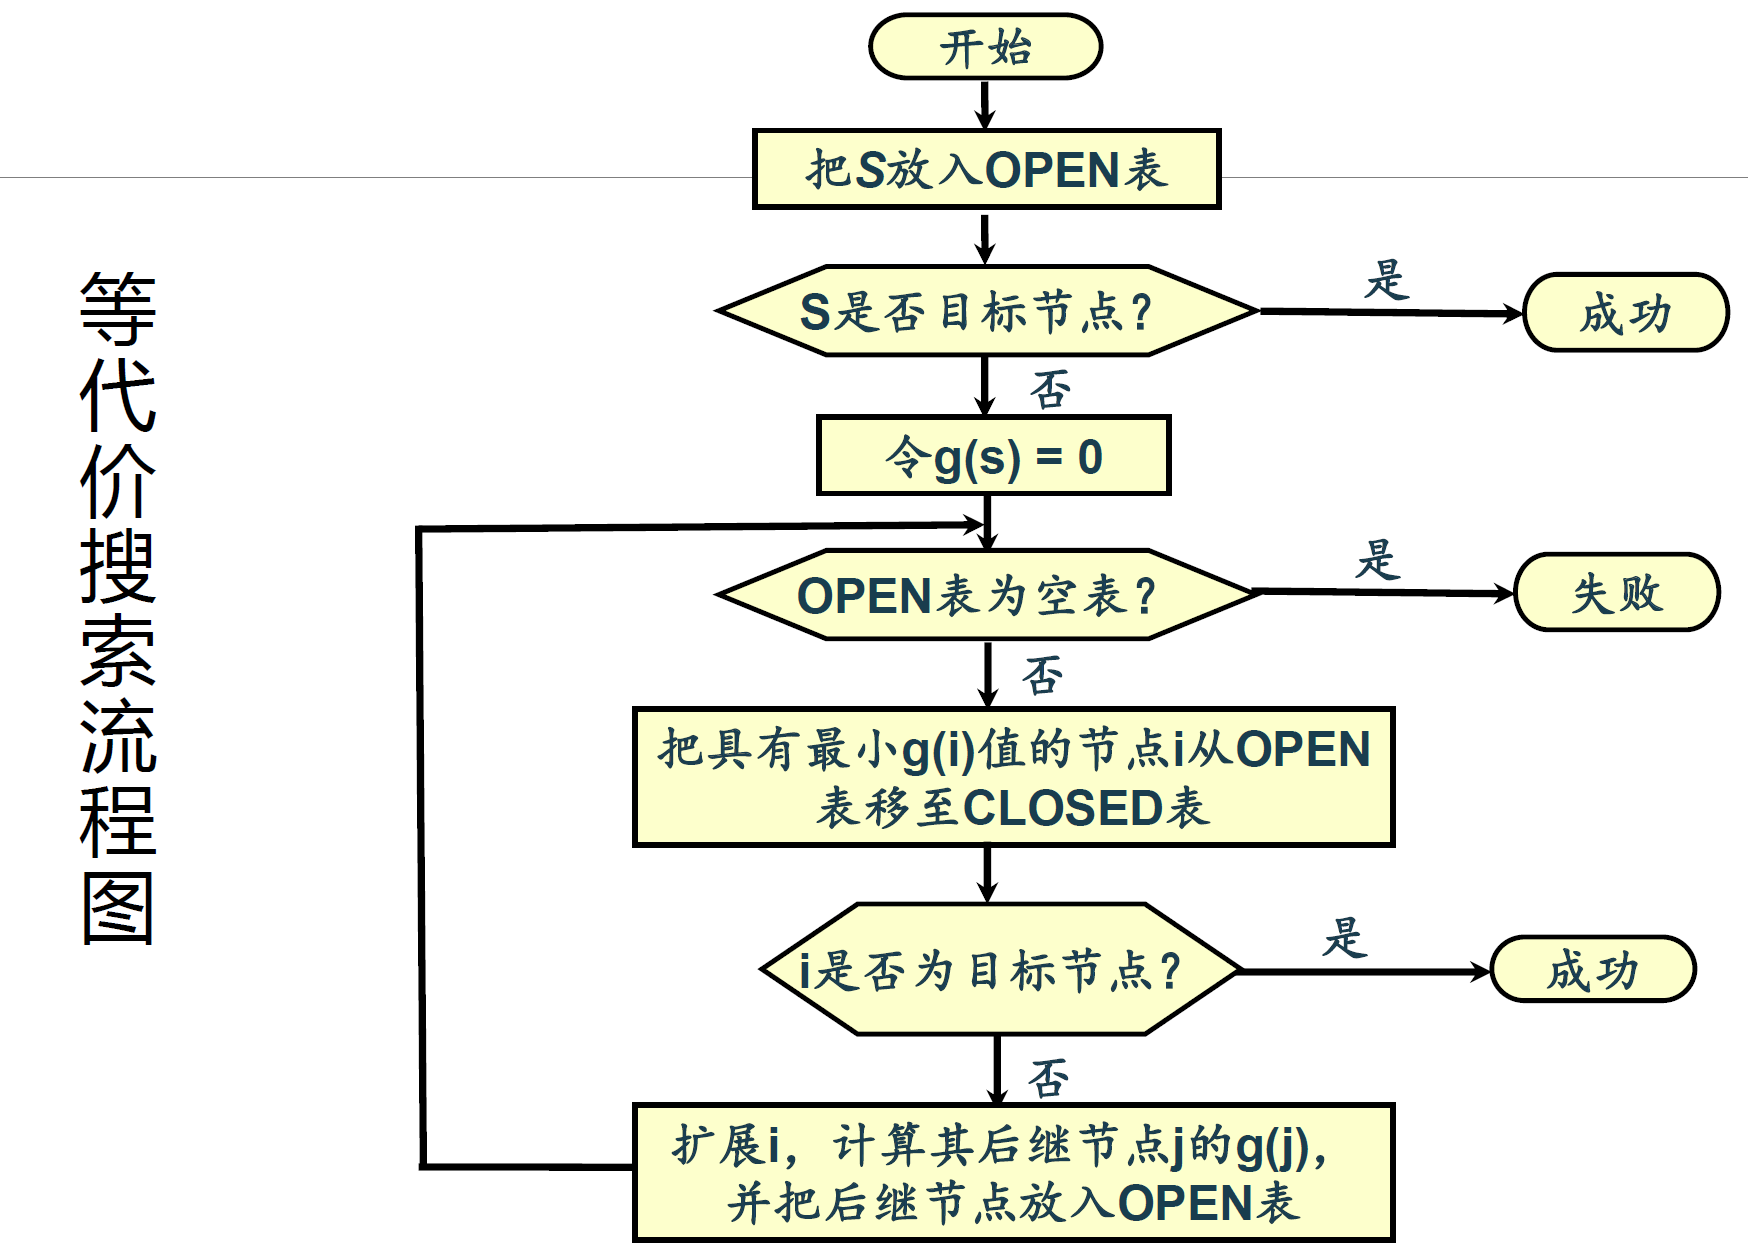 等代价搜索流程图
开始
把S放入OPEN表
S是否目标节点?
是
成功
否
令g(s) = 0
OPEN表为空表?
是
失败
否
把具有最小g(i)值的节点i从OPEN
表移至CLOSED表
i是否为目标节点?
是
成功
否
扩展i，计算其后继节点j的g(j)，
并把后继节点放入OPEN表